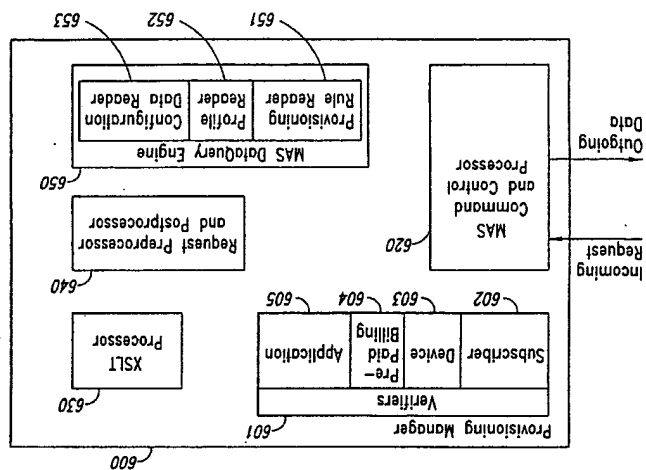 600
Provisioning Manager
601
Verifiers
Subscriber
Device
Pre-
Paid
Billing
Application
602
603
604
605
630
XSLT
Processor
Incoming
Request
620
MAS
Command
and Control
Processor
Outgoing
Data
640
Request Preprocessor
and Postprocessor
650
MAS DataQuery Engine
Provisioning
Rule Reader
Profile
Reader
Configuration
Data Reader
651
652
653